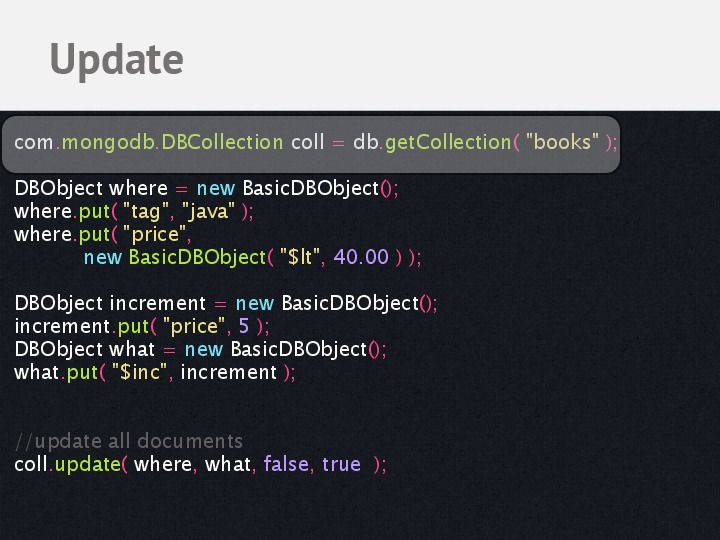 Update
com.mongodb.DBCollection coll = db.getCollection( "books" );
DBObject where = new BasicDBObject();
where.put( "tag", "java" );
where.put( "price",
new BasicDBObject( "$lt", 40.00 ) );
DBObject increment = new BasicDBObject();
increment.put( "price", 5 );
DBObject what = new BasicDBObject();
what.put( "$inc", increment );
//update all documents
coll.update( where, what, false, true  );